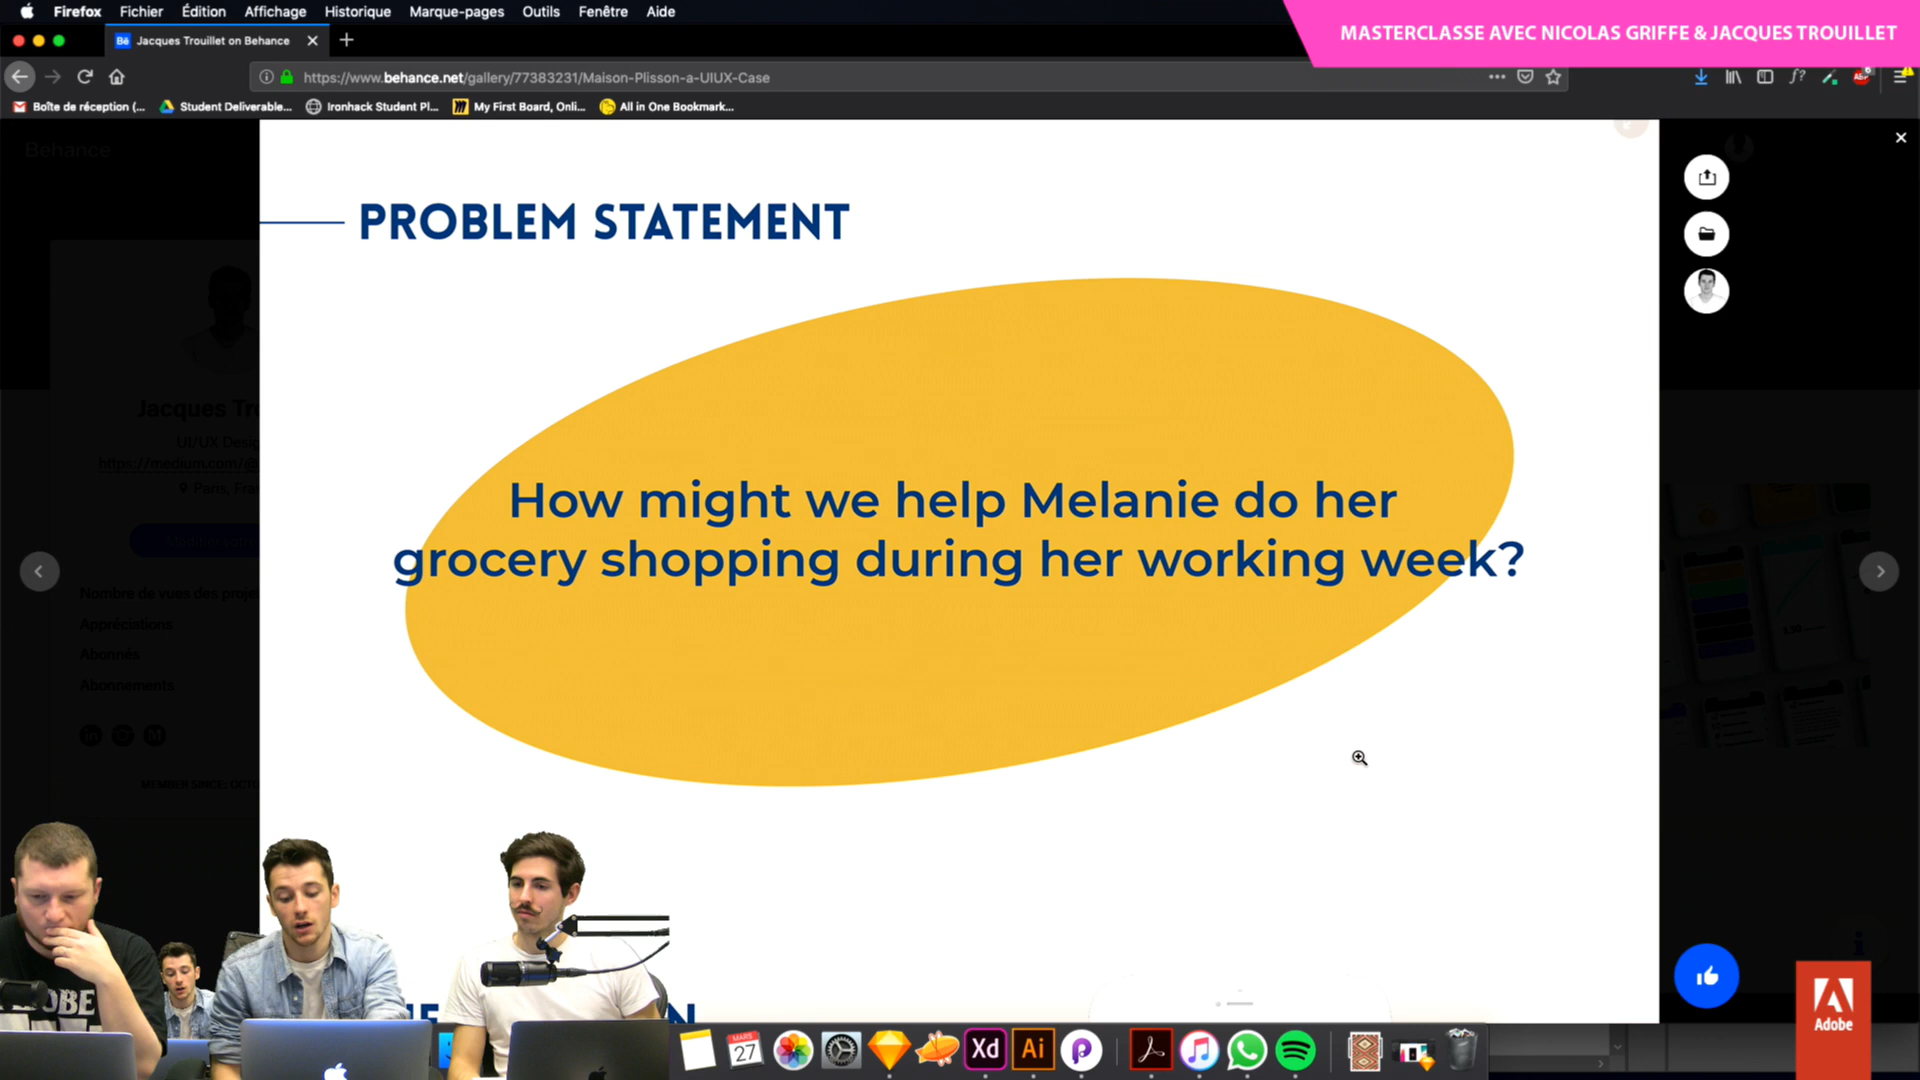 Firefox Fichier Édition Affichage Historique Marque-pages Outils Fenêtre Aide
MASTERCLASSE AVEC NICOLAS GRIFFE & JACQUES TROUILLET
Bē Jacques Trouillet on Behance
https://www.behance.net/gallery/77383231/Maison-Plisson-a-UIUX-Case
Boîte de réception (... Student Deliverable... Ironhack Student Pl... My First Board, Onli... All in One Bookmark...
Behance
PROBLEM STATEMENT
Jacques Tro
UI/UX Desig
https://medium.com/@
Paris, Fra
How might we help Melanie do her
grocery shopping during her working week?
Nombre de vues des proje
Appréciations
Abonnés
Abonnements
MEMBER SINCE: OCTO
MARS
27
Xd
Ai
Adobe